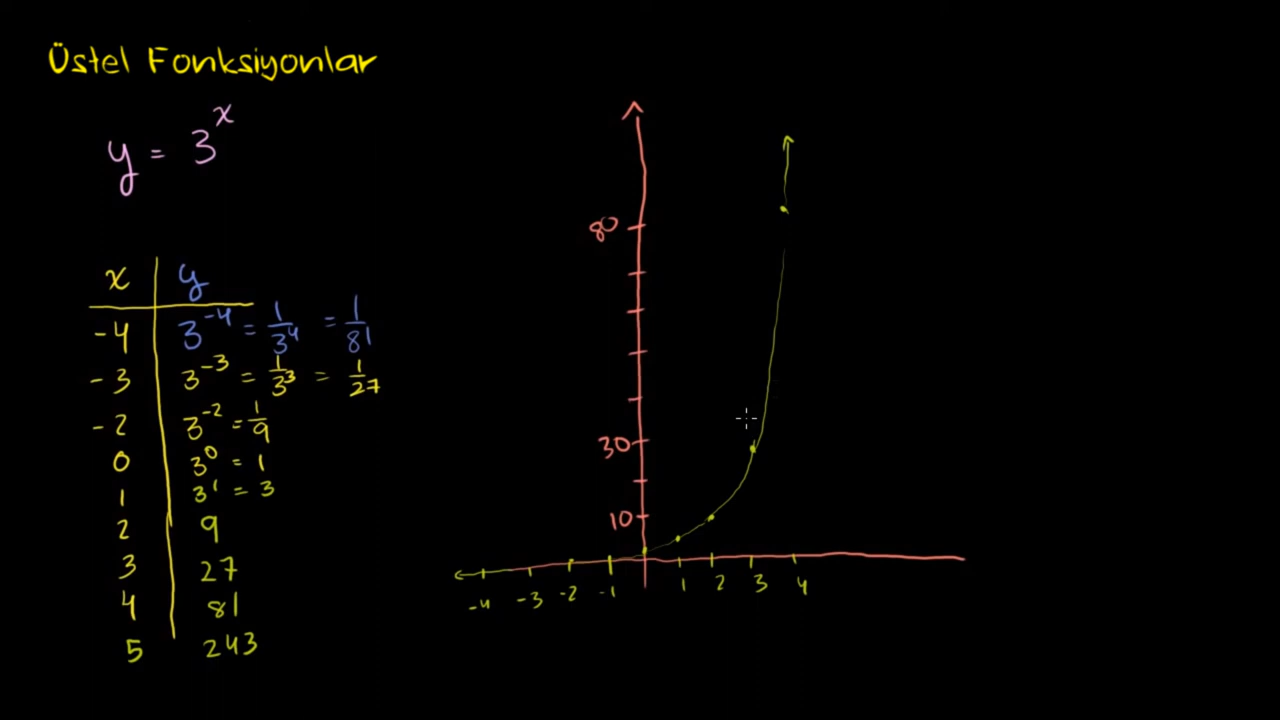 Üstel Fonksiyonlar
y = 3^x
x y
-4 3^-4 = 1/3^4 = 1/81
-3 3^-3 = 1/3^3 = 1/27
-2 3^-2 = 1/9
0 3^0 = 1
1 3^1 = 3
2 9
3 27
4 81
5 243
80
30
10
-4 -3 -2 -1 1 2 3 4